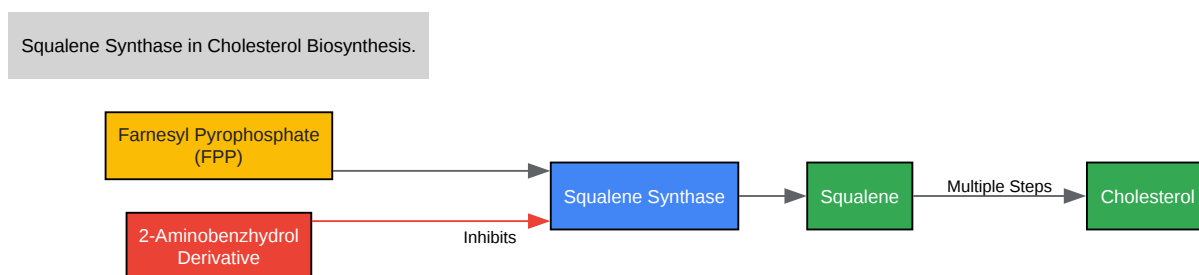 Squalene Synthase in Cholesterol Biosynthesis.
Farnesyl Pyrophosphate
(FPP)
2-Aminobenzhydrol
Derivative
Inhibits
Squalene Synthase
Squalene
Multiple Steps
Cholesterol